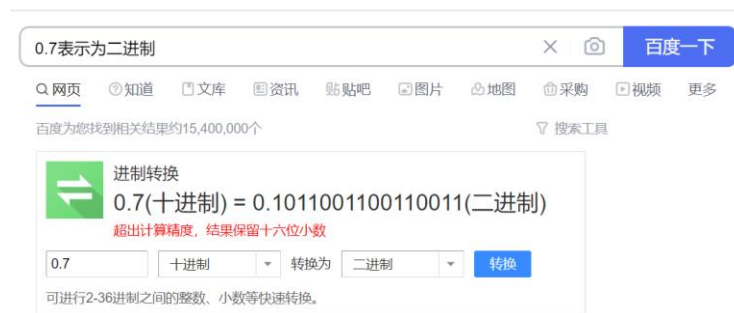 0.7表示为二进制
百度一下
网页 知道 文库 资讯 贴吧 图片 地图 采购 视频 更多
百度为您找到相关结果约15,400,000个 搜索工具
进制转换
0.7(十进制) = 0.1011001100110011(二进制)
超出计算精度，结果保留十六位小数
0.7 十进制 转换为 二进制 转换
可进行2-36进制之间的整数、小数等快速转换。